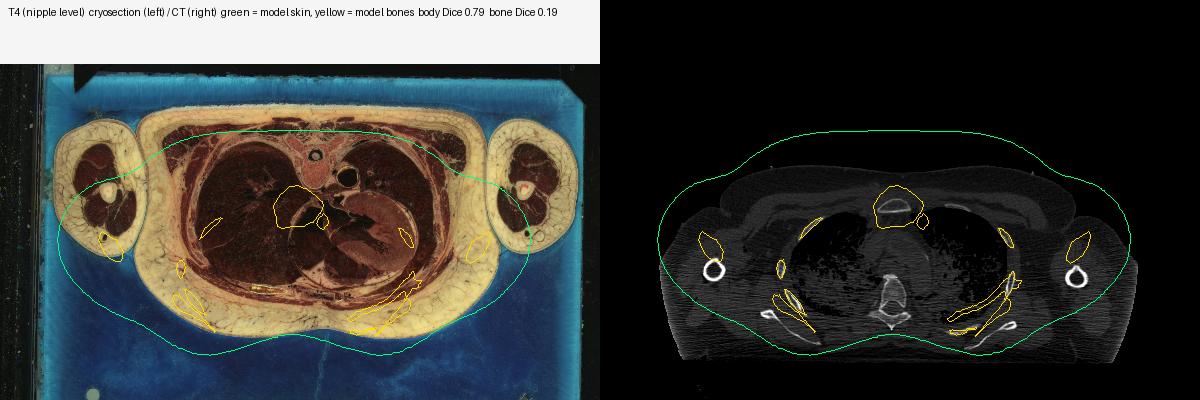 T4 (nipple level)  cryosection (left) / CT (right)  green = model skin, yellow = model bones  body Dice 0.79  bone Dice 0.19